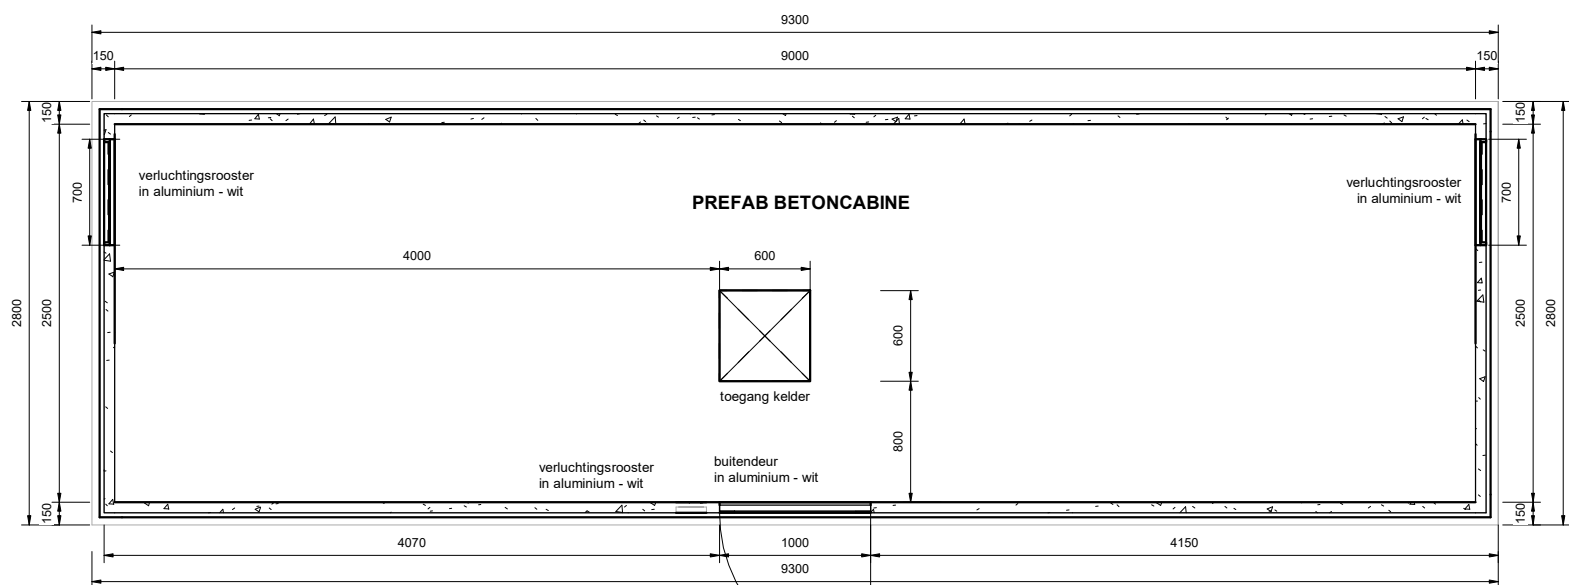 9300
150
9000
150
150
150
verluchtingsrooster
in aluminium - wit
700
PREFAB BETONCABINE
verluchtingsrooster
in aluminium - wit
700
4000
600
2800
2500
600
2500
2800
toegang kelder
800
verluchtingsrooster
in aluminium - wit
buitendeur
in aluminium - wit
150
150
4070
1000
4150
9300